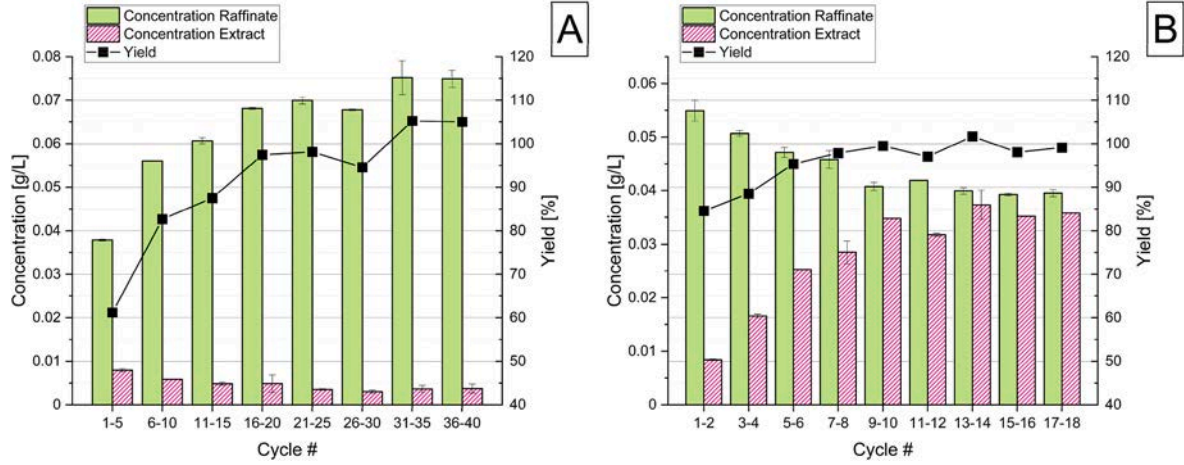 Concentration Raffinate
Concentration Extract
Yield
A
0.08
0.07
0.06
0.05
0.04
0.03
0.02
0.01
0
Concentration [g/L]
120
110
100
90
80
70
60
50
40
Yield [%]
1-5 6-10 11-15 16-20 21-25 26-30 31-35 36-40
Cycle #
Concentration Raffinate
Concentration Extract
Yield
B
0.06
0.05
0.04
0.03
0.02
0.01
0
Concentration [g/L]
120
110
100
90
80
70
60
50
40
Yield [%]
1-2 3-4 5-6 7-8 9-10 11-12 13-14 15-16 17-18
Cycle #